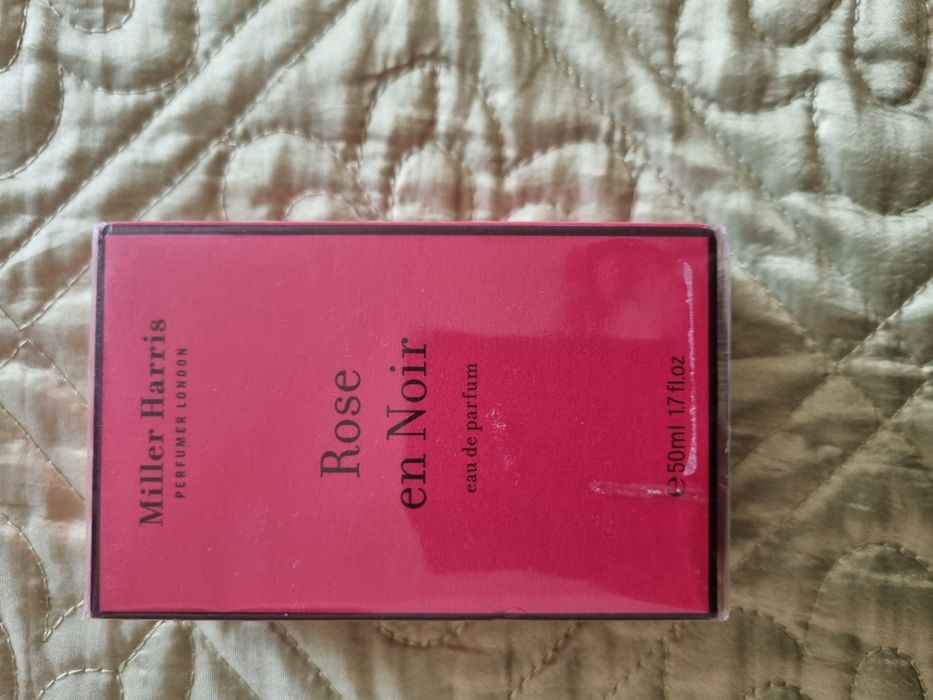 Miller Harris
PERFUMER LONDON
Rose
en Noir
eau de parfum
℮50ml 1.7 fl.oz